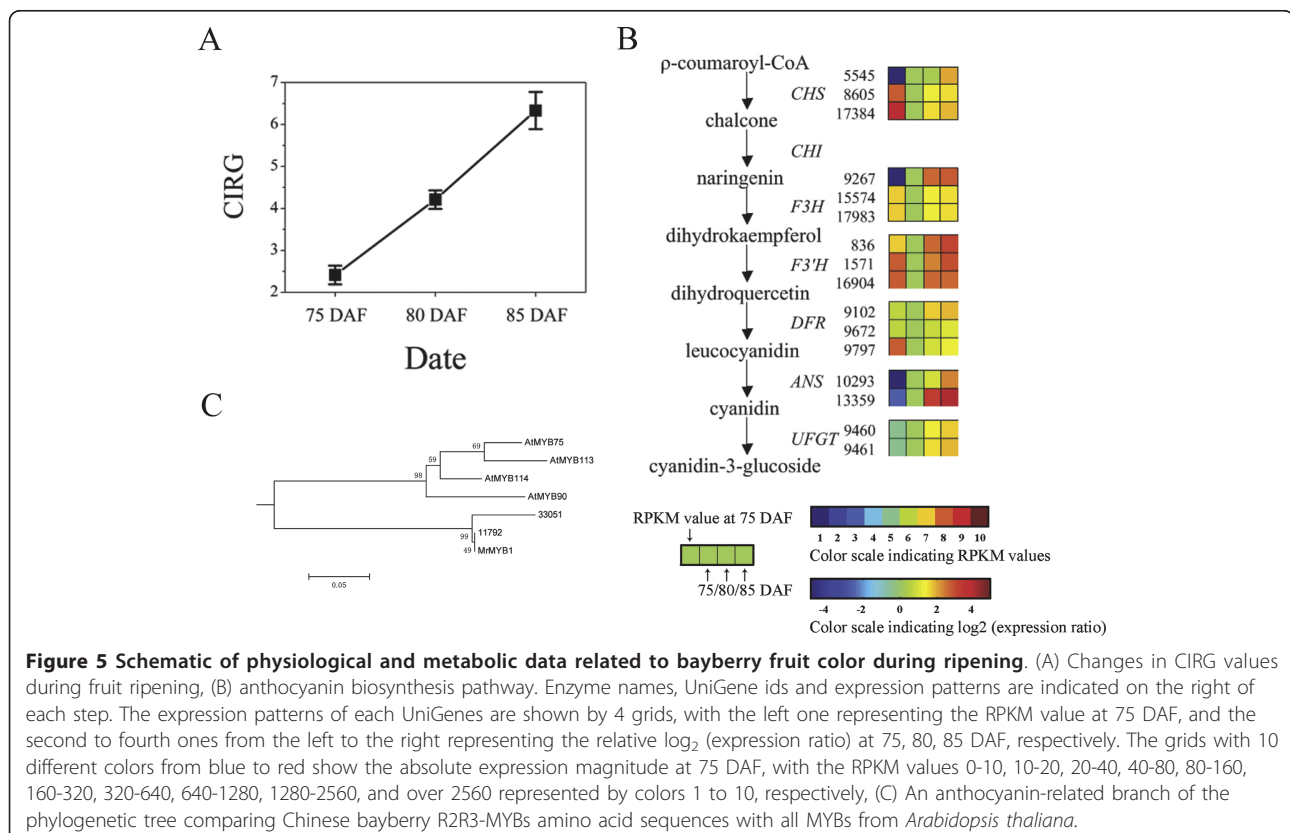 A
7
6
5
4
3
2
CIRG
75 DAF 80 DAF 85 DAF
Date
B
ρ-coumaroyl-CoA
CHS
5545
8605
17384
chalcone
CHI
naringenin
F3H
9267
15574
17983
dihydrokaempferol
F3'H
836
1571
16904
dihydroquercetin
DFR
9102
9672
9797
leucocyanidin
ANS
10293
13359
cyanidin
UFGT
9460
9461
cyanidin-3-glucoside
RPKM value at 75 DAF
75/80/85 DAF
1 2 3 4 5 6 7 8 9 10
Color scale indicating RPKM values
-4 -2 0 2 4
Color scale indicating log2 (expression ratio)
C
AtMYB75
69
AtMYB113
59
AtMYB114
98
AtMYB90
33051
99
11792
49
MrMYB1
0.05
Figure 5 Schematic of physiological and metabolic data related to bayberry fruit color during ripening. (A) Changes in CIRG values
during fruit ripening, (B) anthocyanin biosynthesis pathway. Enzyme names, UniGene ids and expression patterns are indicated on the right of
each step. The expression patterns of each UniGenes are shown by 4 grids, with the left one representing the RPKM value at 75 DAF, and the
second to fourth ones from the left to the right representing the relative log₂ (expression ratio) at 75, 80, 85 DAF, respectively. The grids with 10
different colors from blue to red show the absolute expression magnitude at 75 DAF, with the RPKM values 0-10, 10-20, 20-40, 40-80, 80-160,
160-320, 320-640, 640-1280, 1280-2560, and over 2560 represented by colors 1 to 10, respectively, (C) An anthocyanin-related branch of the
phylogenetic tree comparing Chinese bayberry R2R3-MYBs amino acid sequences with all MYBs from Arabidopsis thaliana.